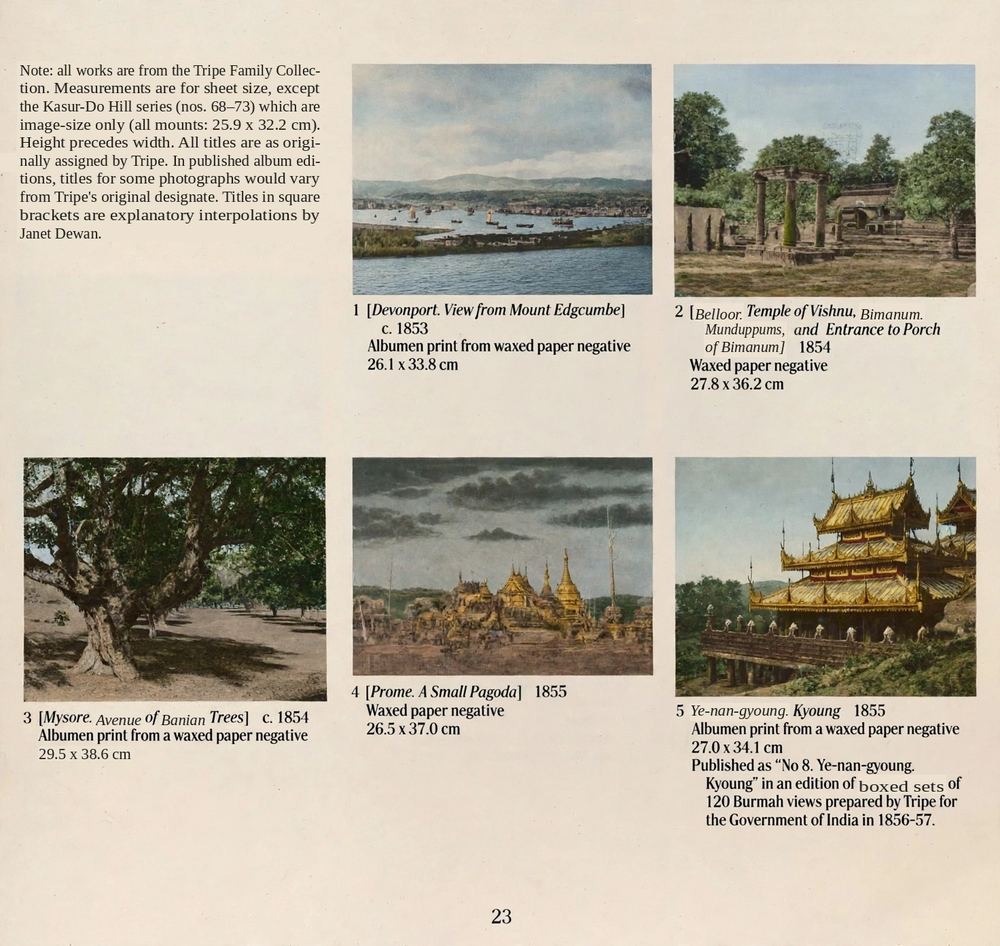 Note: all works are from the Tripe Family Collec-
tion. Measurements are for sheet size, except
the Kasur-Do Hill series (nos. 68–73) which are
image-size only (all mounts: 25.9 x 32.2 cm).
Height precedes width. All titles are as origi-
nally assigned by Tripe. In published album edi-
tions, titles for some photographs would vary
from Tripe's original designate. Titles in square
brackets are explanatory interpolations by
Janet Dewan.
1 [Devonport. View from Mount Edgcumbe]
c. 1853
Albumen print from waxed paper negative
26.1 x 33.8 cm
2 [Belloor. Temple of Vishnu, Bimanum.
Munduppums, and Entrance to Porch
of Bimanum] 1854
Waxed paper negative
27.8 x 36.2 cm
3 [Mysore. Avenue of Banian Trees] c. 1854
Albumen print from a waxed paper negative
29.5 x 38.6 cm
4 [Prome. A Small Pagoda] 1855
Waxed paper negative
26.5 x 37.0 cm
5 Ye-nan-gyoung. Kyoung 1855
Albumen print from a waxed paper negative
27.0 x 34.1 cm
Published as “No 8. Ye-nan-gyoung.
Kyoung” in an edition of boxed sets of
120 Burmah views prepared by Tripe for
the Government of India in 1856-57.
23